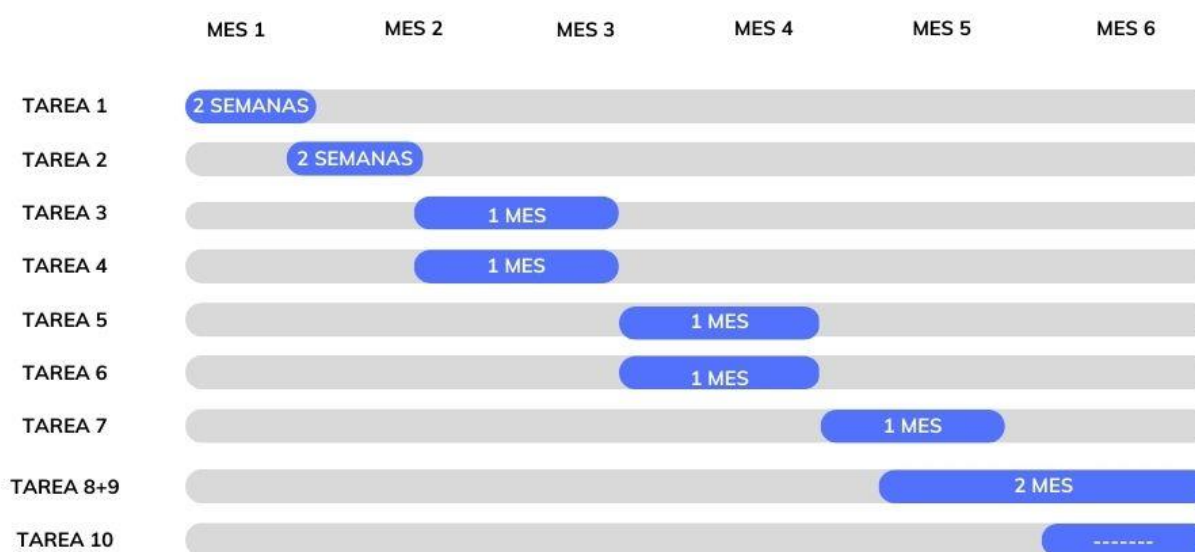 MES 1 MES 2 MES 3 MES 4 MES 5 MES 6
TAREA 1 2 SEMANAS
TAREA 2 2 SEMANAS
TAREA 3 1 MES
TAREA 4 1 MES
TAREA 5 1 MES
TAREA 6 1 MES
TAREA 7 1 MES
TAREA 8+9 2 MES
TAREA 10 -------